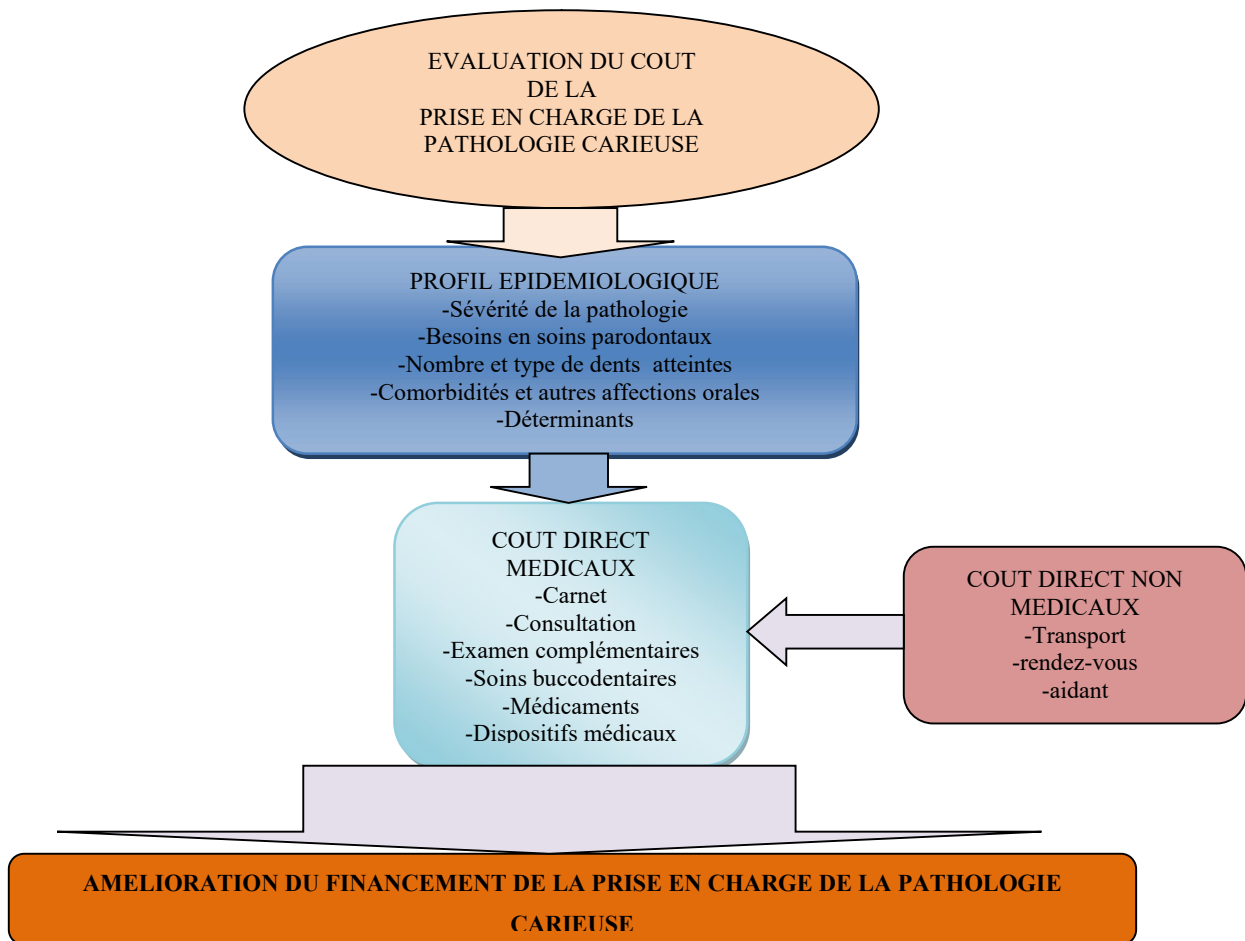 EVALUATION DU COUT
DE LA
PRISE EN CHARGE DE LA
PATHOLOGIE CARIEUSE
PROFIL EPIDEMIOLOGIQUE
-Sévérité de la pathologie
-Besoins en soins parodontaux
-Nombre et type de dents atteintes
-Comorbidités et autres affections orales
-Déterminants
COUT DIRECT
MEDICAUX
-Carnet
-Consultation
-Examen complémentaires
-Soins buccodentaires
-Médicaments
-Dispositifs médicaux
COUT DIRECT NON
MEDICAUX
-Transport
-rendez-vous
-aidant
AMELIORATION DU FINANCEMENT DE LA PRISE EN CHARGE DE LA PATHOLOGIE
CARIEUSE